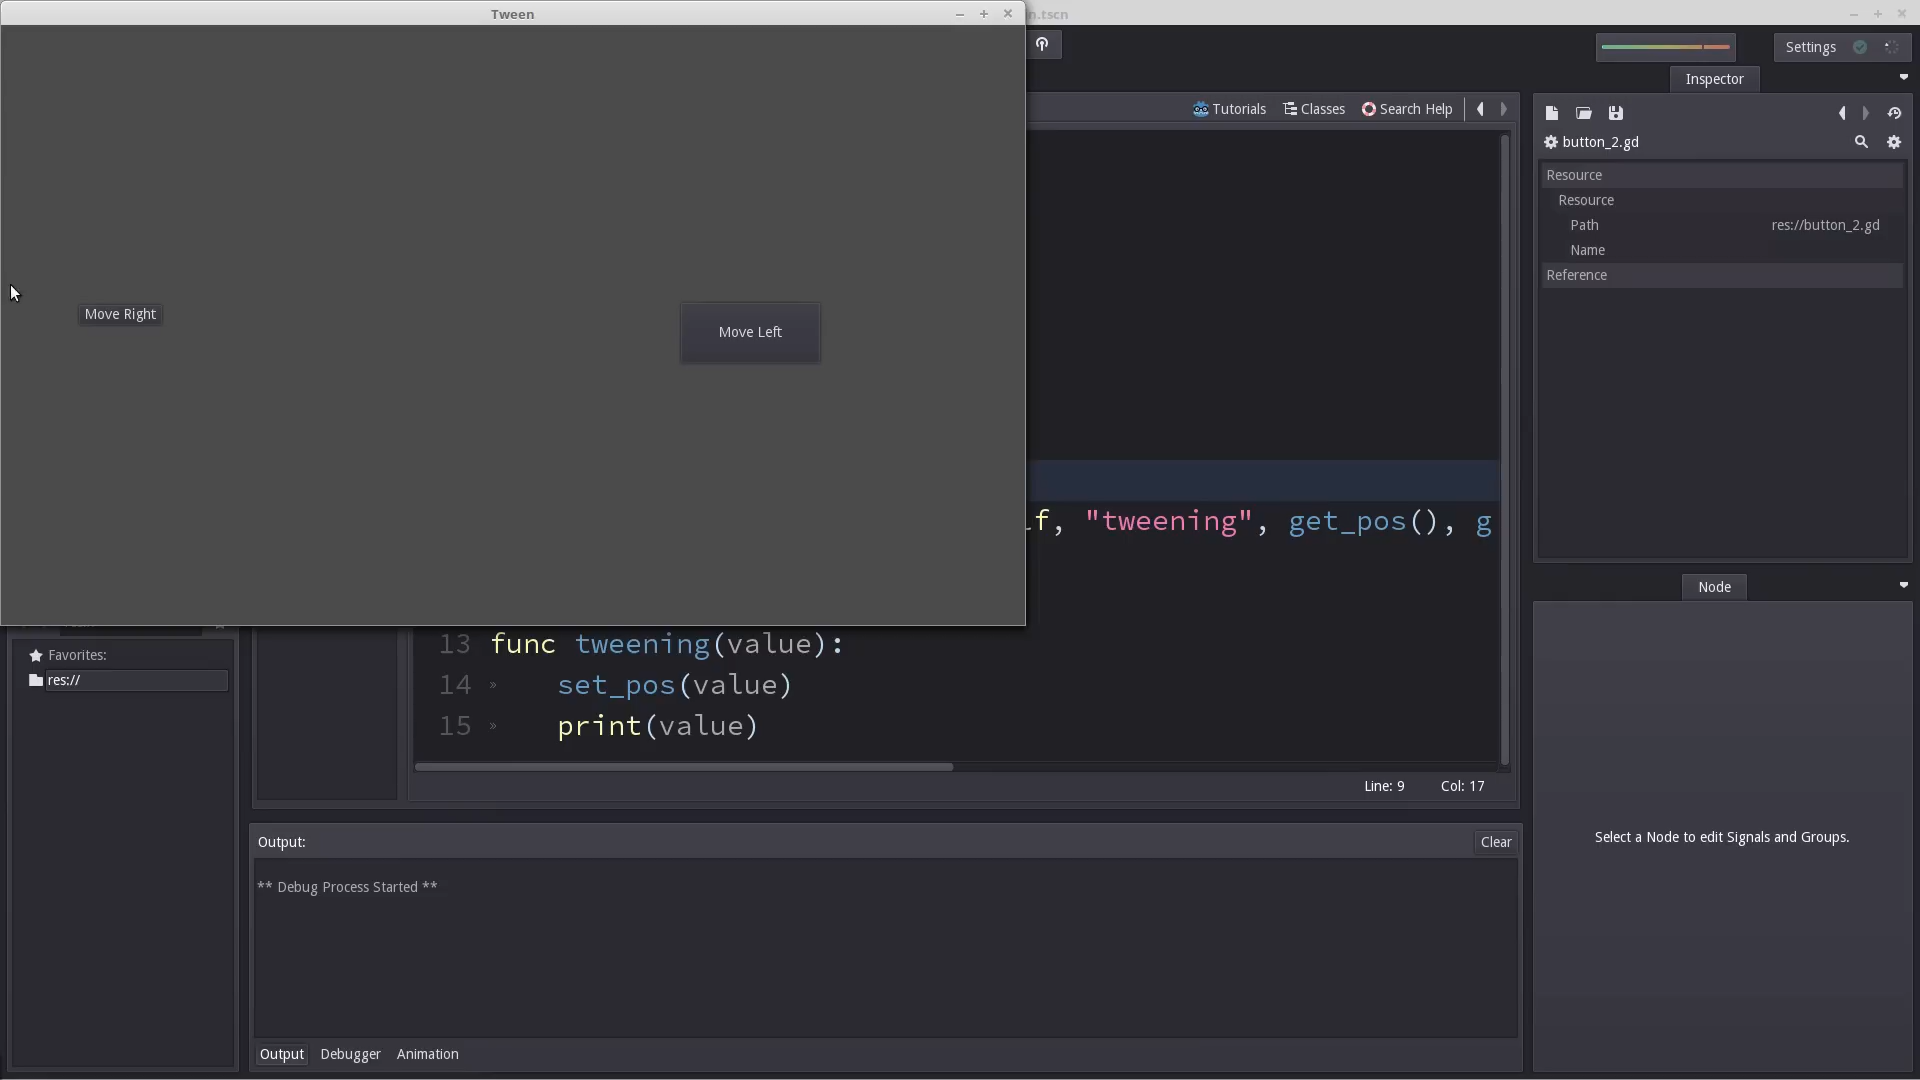 Tween
n.tscn
Settings
Inspector
Tutorials Classes Search Help
button_2.gd
Resource
Resource
Path res://button_2.gd
Name
Reference
Move Right
Move Left
lf, "tweening", get_pos(), g
Node
13 func tweening(value):
14 » set_pos(value)
15 » print(value)
Favorites:
res://
Line: 9 Col: 17
Output:
Clear
** Debug Process Started **
Select a Node to edit Signals and Groups.
Output Debugger Animation